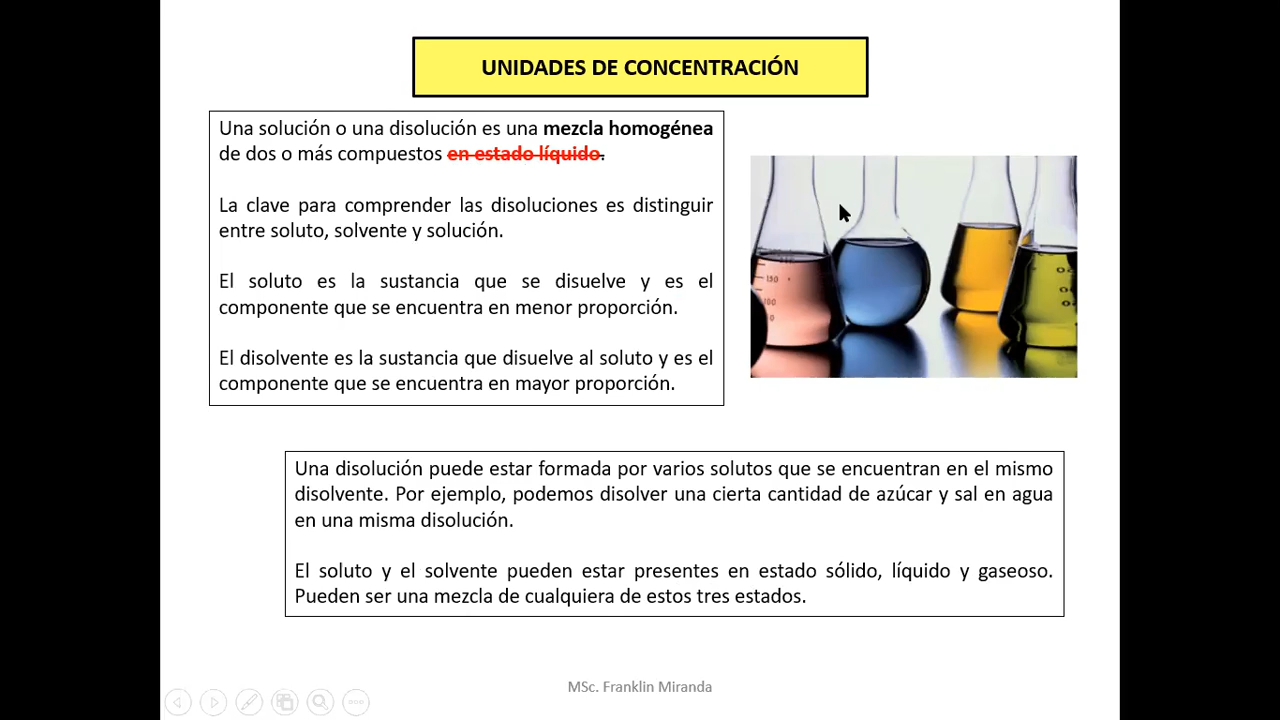 UNIDADES DE CONCENTRACIÓN
Una solución o una disolución es una mezcla homogénea
de dos o más compuestos en estado líquido.
La clave para comprender las disoluciones es distinguir
entre soluto, solvente y solución.
El soluto es la sustancia que se disuelve y es el
componente que se encuentra en menor proporción.
El disolvente es la sustancia que disuelve al soluto y es el
componente que se encuentra en mayor proporción.
150
100
Una disolución puede estar formada por varios solutos que se encuentran en el mismo
disolvente. Por ejemplo, podemos disolver una cierta cantidad de azúcar y sal en agua
en una misma disolución.
El soluto y el solvente pueden estar presentes en estado sólido, líquido y gaseoso.
Pueden ser una mezcla de cualquiera de estos tres estados.
MSc. Franklin Miranda